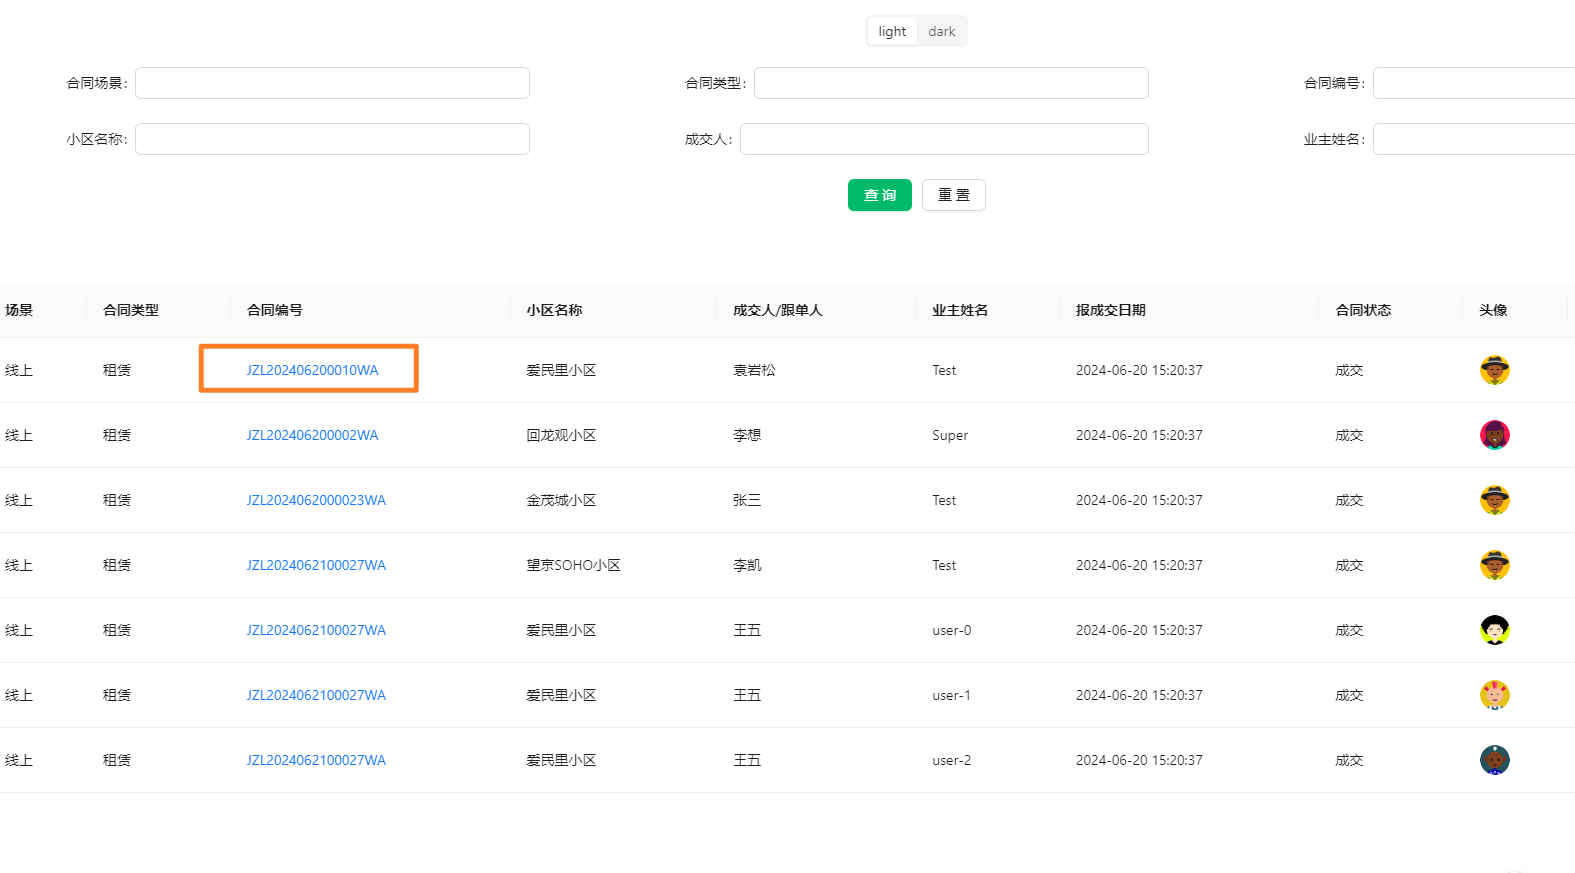 light dark
合同场景： 合同类型： 合同编号：
小区名称： 成交人： 业主姓名：
查 询 重 置
场景 合同类型 合同编号 小区名称 成交人/跟单人 业主姓名 报成交日期 合同状态 头像
线上 租赁 JZL202406200010WA 爱民里小区 袁岩松 Test 2024-06-20 15:20:37 成交
线上 租赁 JZL202406200002WA 回龙观小区 李想 Super 2024-06-20 15:20:37 成交
线上 租赁 JZL2024062000023WA 金茂城小区 张三 Test 2024-06-20 15:20:37 成交
线上 租赁 JZL2024062100027WA 望京SOHO小区 李凯 Test 2024-06-20 15:20:37 成交
线上 租赁 JZL2024062100027WA 爱民里小区 王五 user-0 2024-06-20 15:20:37 成交
线上 租赁 JZL2024062100027WA 爱民里小区 王五 user-1 2024-06-20 15:20:37 成交
线上 租赁 JZL2024062100027WA 爱民里小区 王五 user-2 2024-06-20 15:20:37 成交